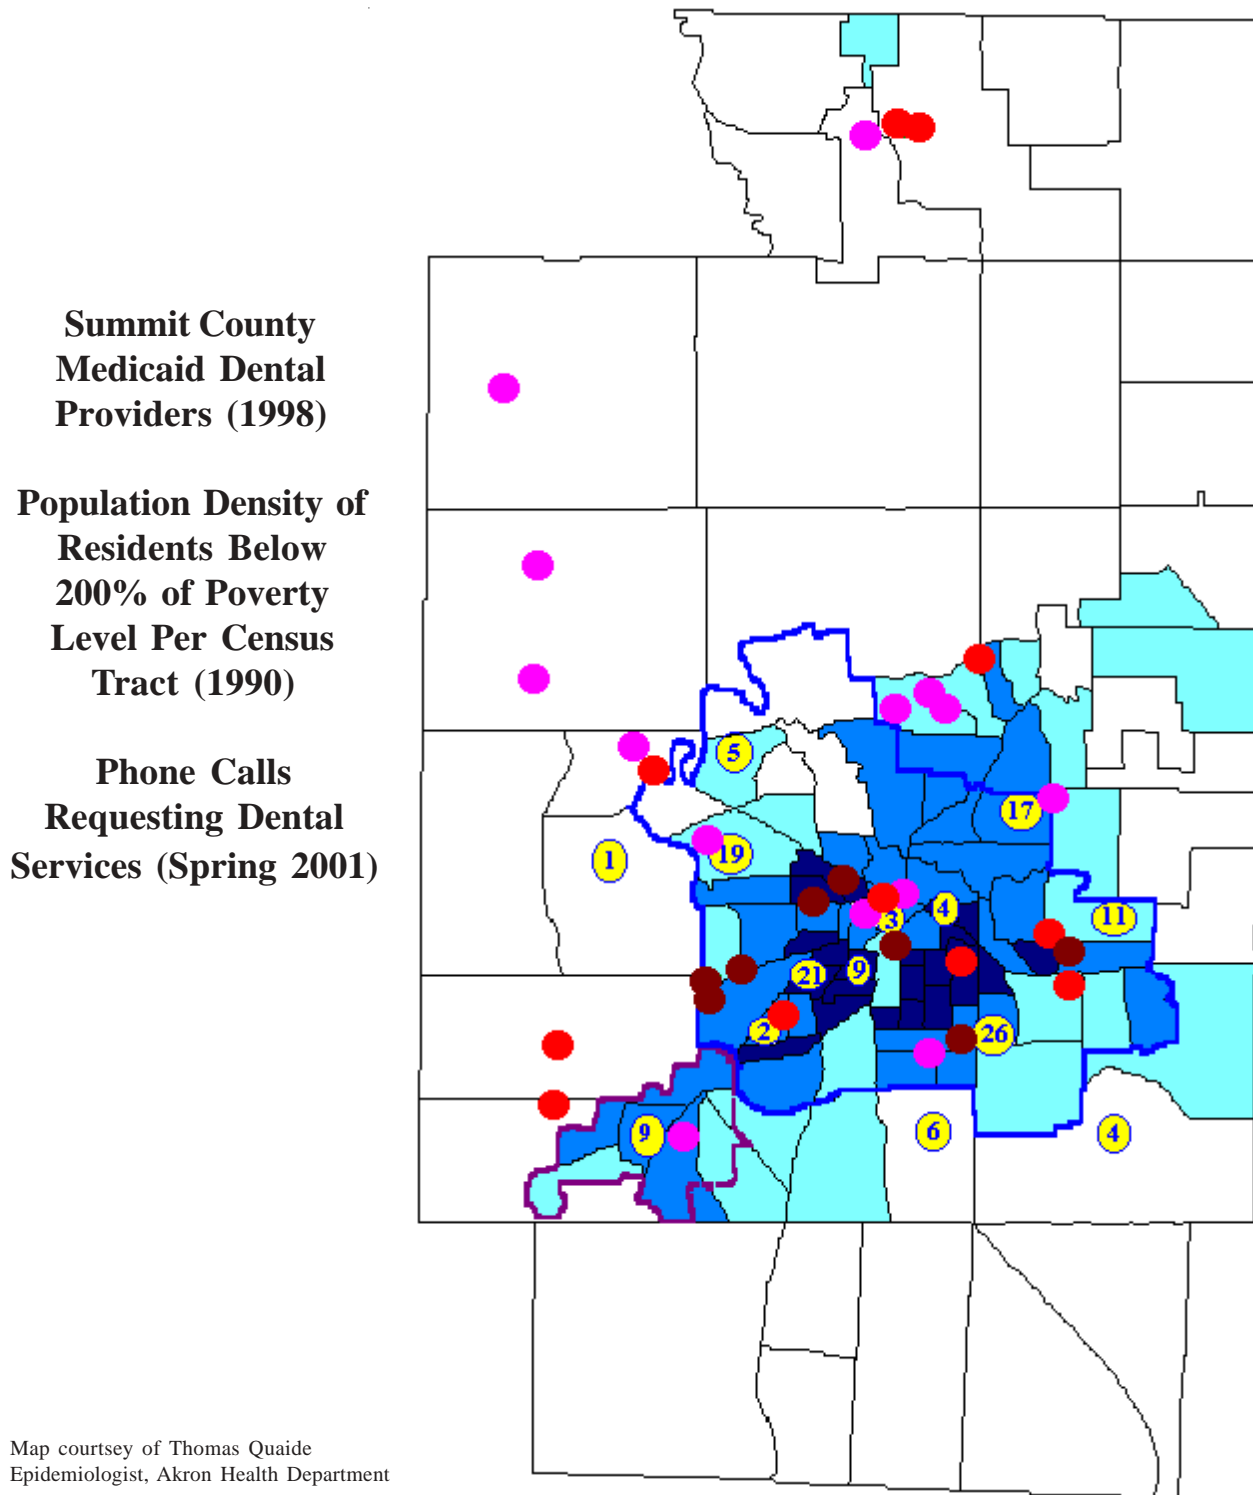 Summit County
Medicaid Dental
Providers (1998)
Population Density of
Residents Below
200% of Poverty
Level Per Census
Tract (1990)
Phone Calls
Requesting Dental
Services (Spring 2001)
5
17
19
1
3
4
11
21
9
2
26
9
6
4
Map courtsey of Thomas Quaide
Epidemiologist, Akron Health Department